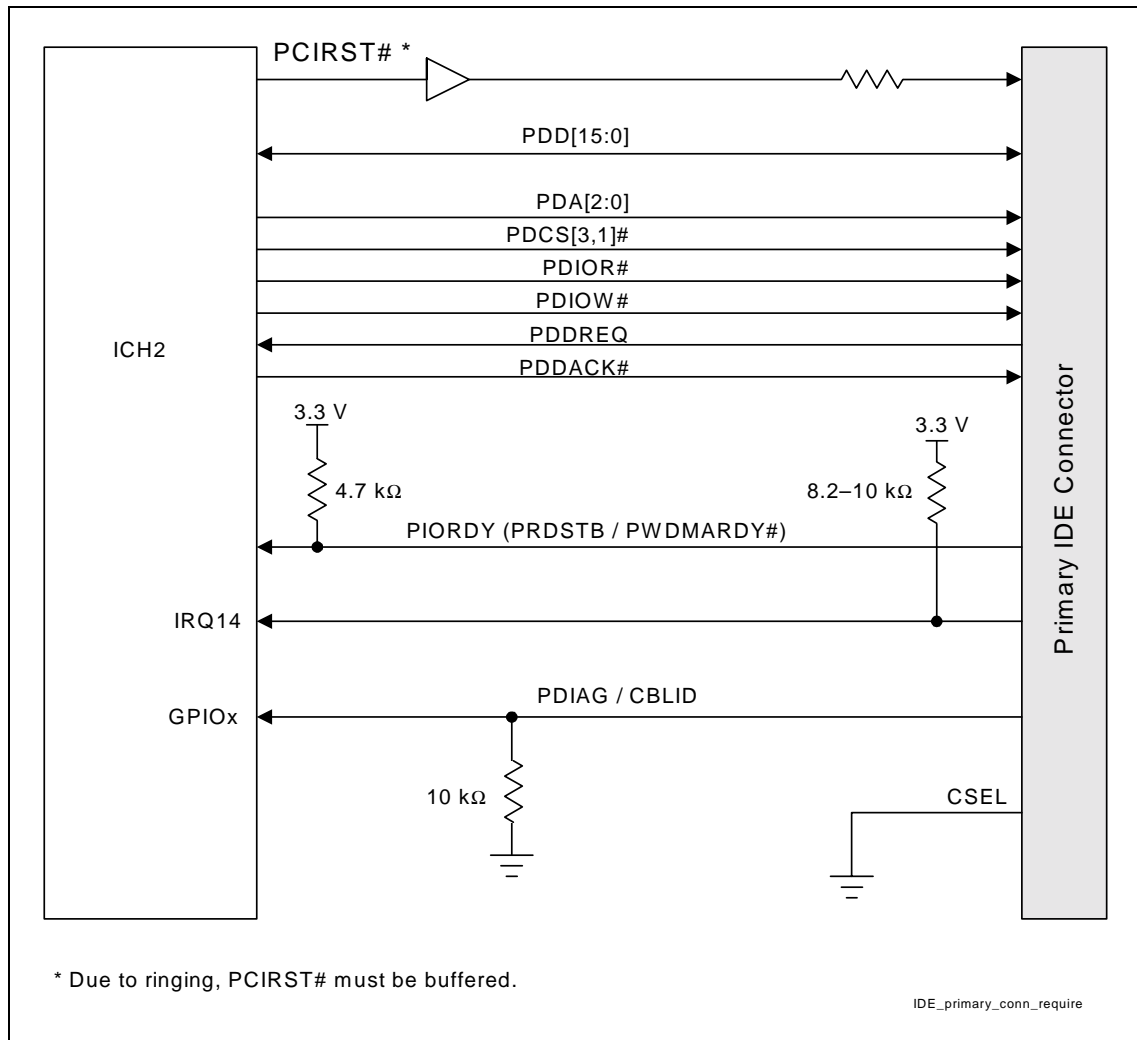 PCIRST# *
PDD[15:0]
PDA[2:0]
PDCS[3,1]#
PDIOR#
PDIOW#
PDDREQ
ICH2
PDDACK#
3.3 V
3.3 V
4.7 kΩ
8.2–10 kΩ
PIORDY (PRDSTB / PWDMARDY#)
IRQ14
PDIAG / CBLID
GPIOx
10 kΩ
CSEL
Primary IDE Connector
* Due to ringing, PCIRST# must be buffered.
IDE_primary_conn_require